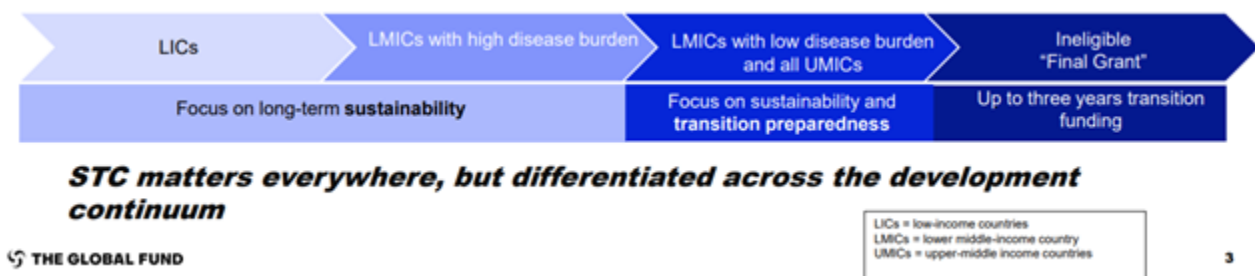 LICs
LMICs with high disease burden
LMICs with low disease burden
and all UMICs
Ineligible
“Final Grant”
Focus on long-term sustainability
Focus on sustainability and
transition preparedness
Up to three years transition
funding
STC matters everywhere, but differentiated across the development
continuum
THE GLOBAL FUND
LICs = low-income countries
LMICs = lower middle-income country
UMICs = upper-middle income countries
3